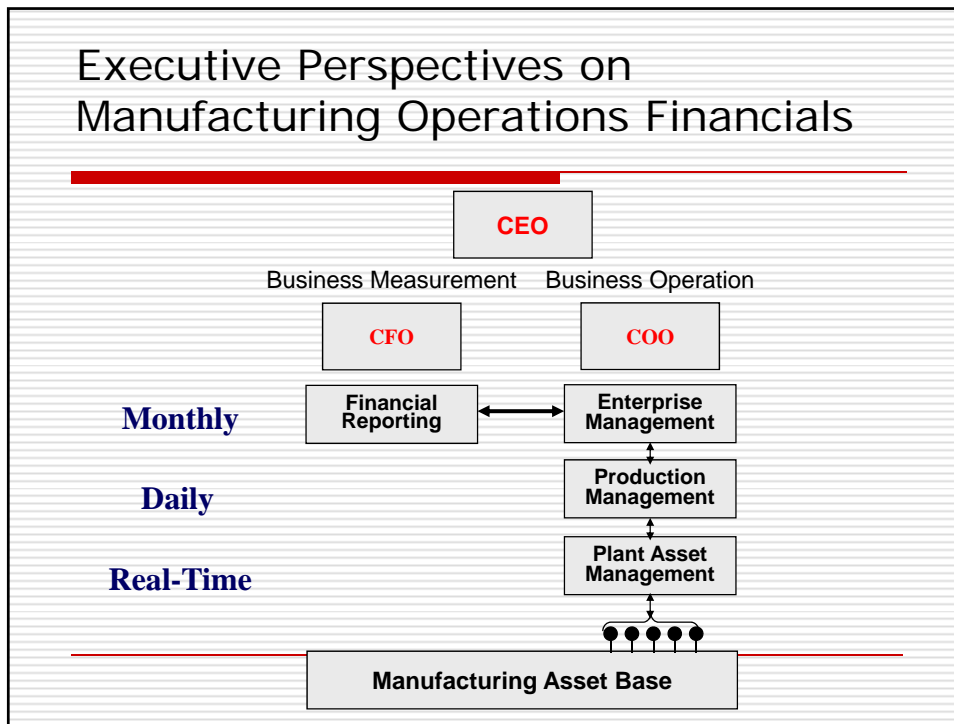 Executive Perspectives on
Manufacturing Operations Financials
CEO
Business Measurement
Business Operation
CFO
COO
Monthly
Financial
Reporting
Enterprise
Management
Daily
Production
Management
Real-Time
Plant Asset
Management
Manufacturing Asset Base